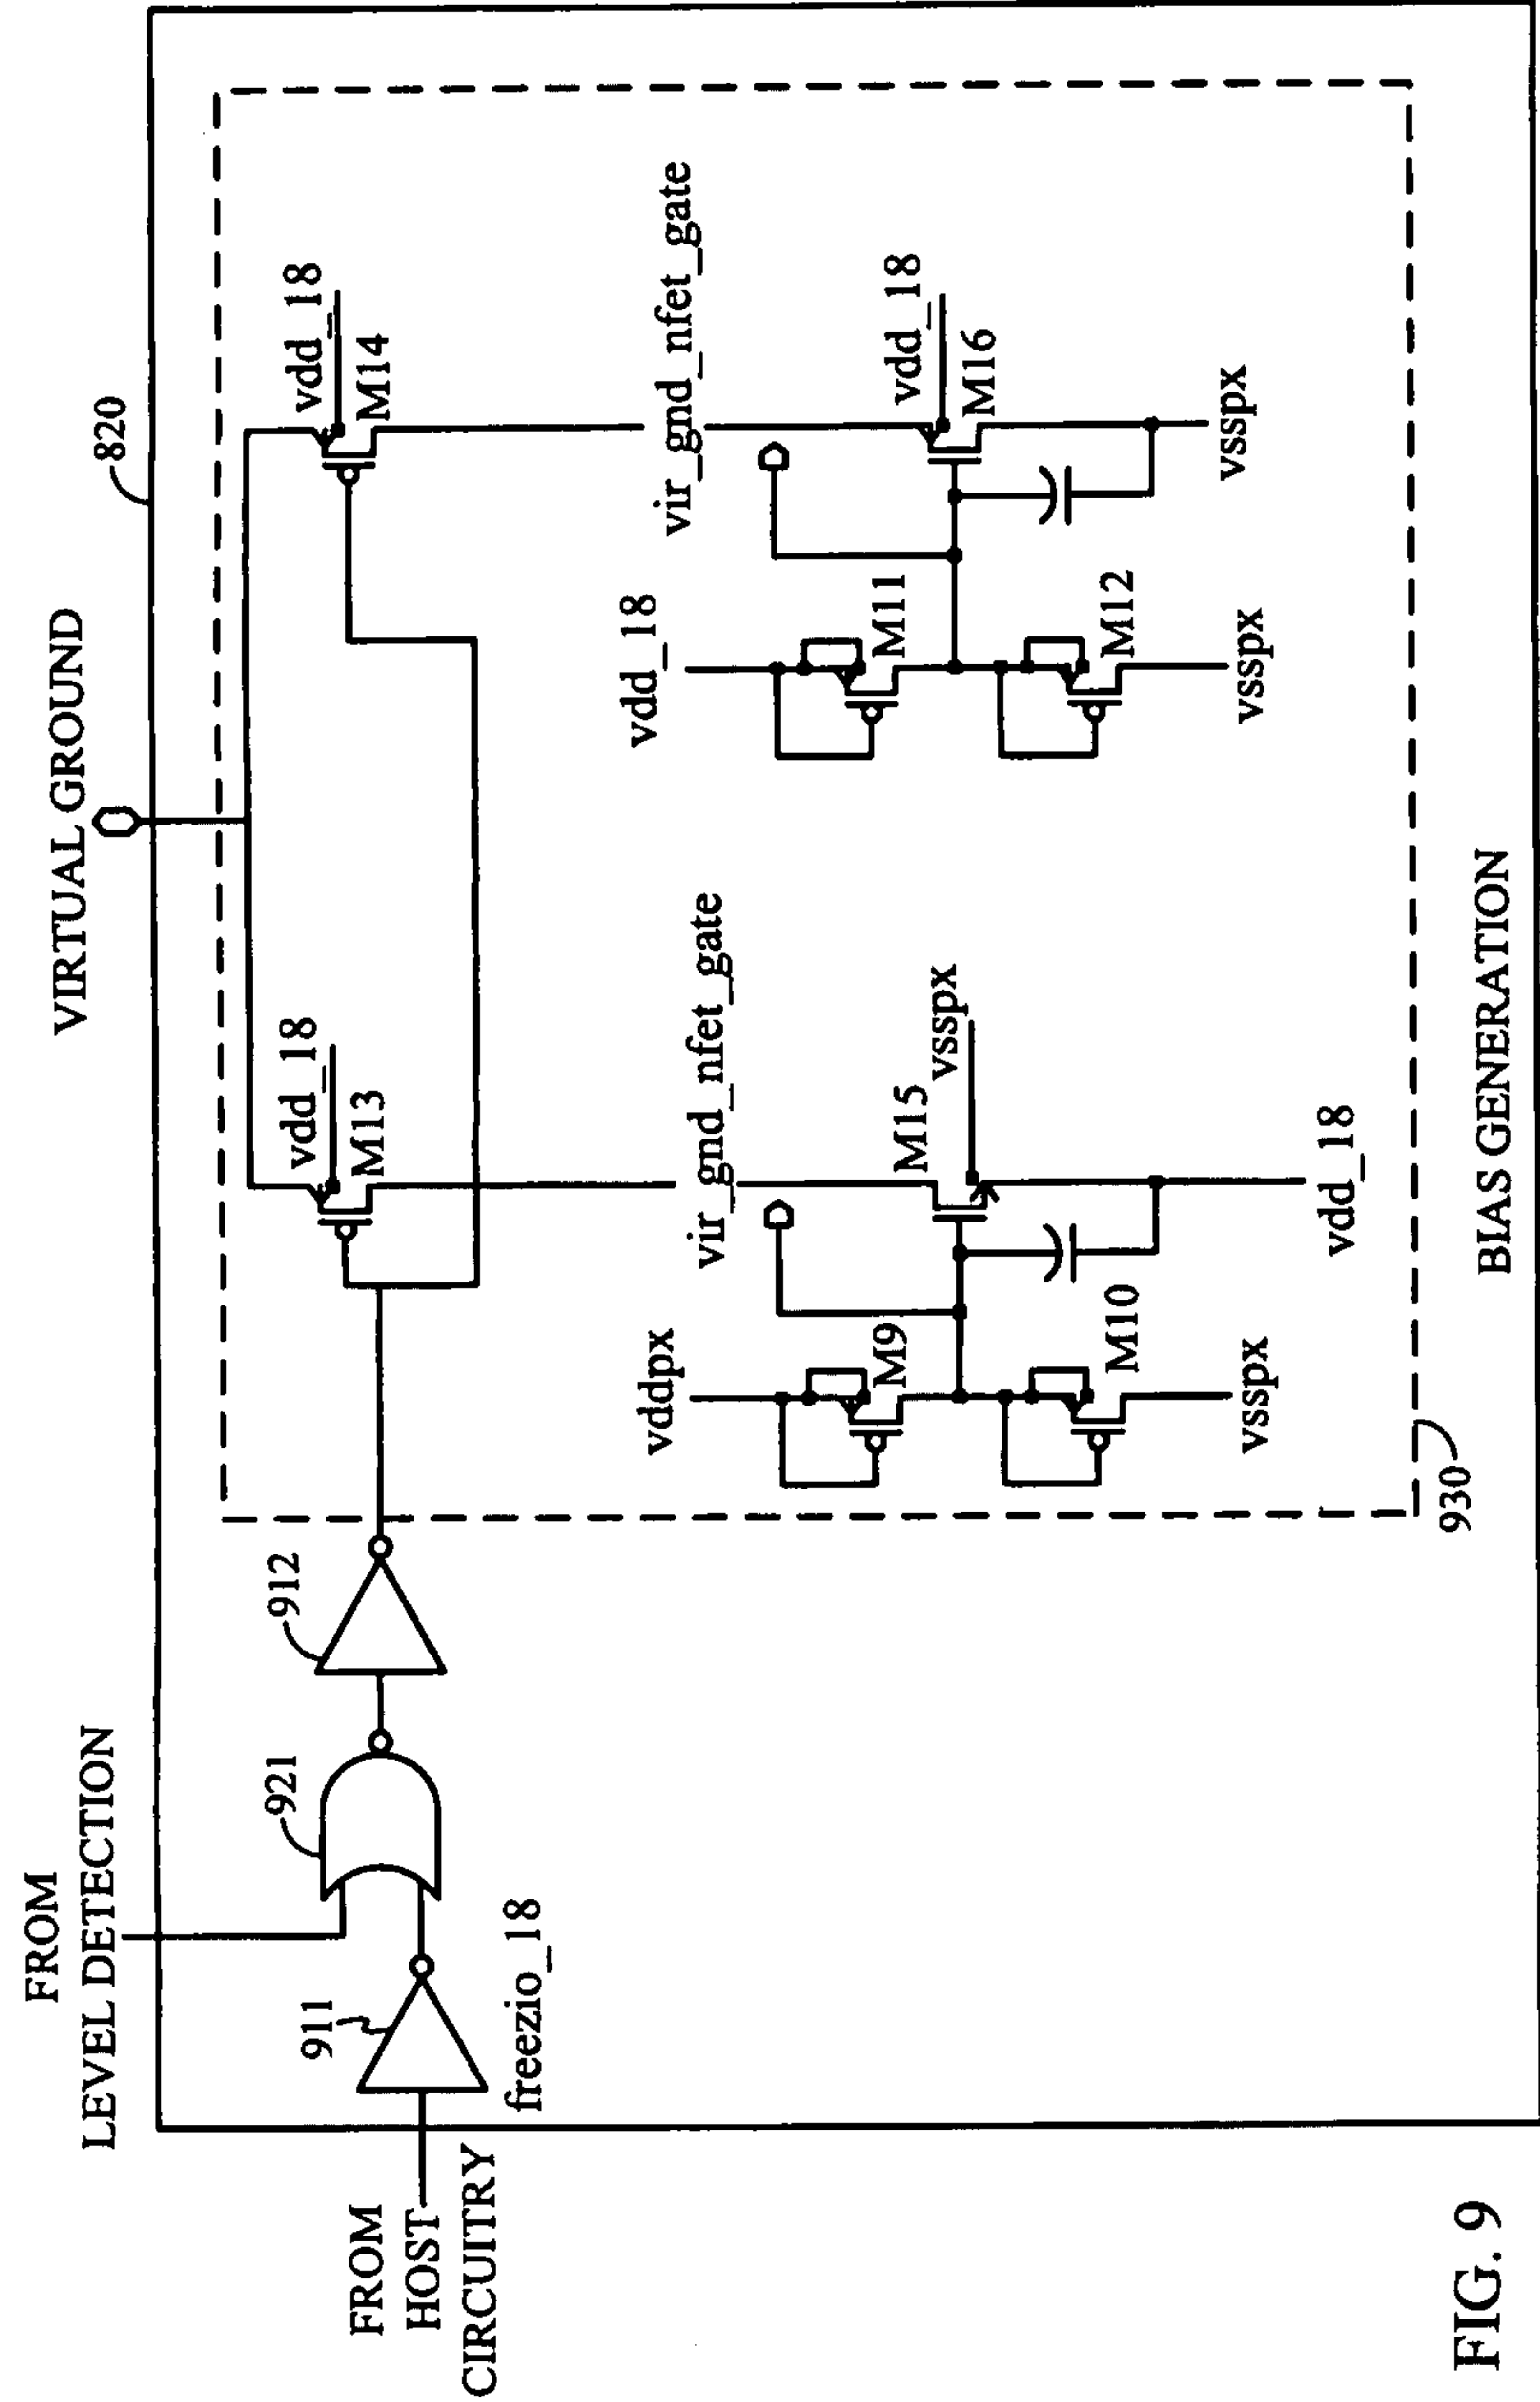 FROM
LEVEL DETECTION
VIRTUAL GROUND
820
FROM
HOST
CIRCUITRY
911
freezio_18
921
912
vdd_18
M13
vdd_18
M14
vddpx
M9
M10
vsspx
vir_gnd_nfet_gate
M15
vsspx
vdd_18
vdd_18
M11
M12
vsspx
vir_gnd_nfet_gate
vdd_18
M16
vsspx
930
BIAS GENERATION
FIG. 9